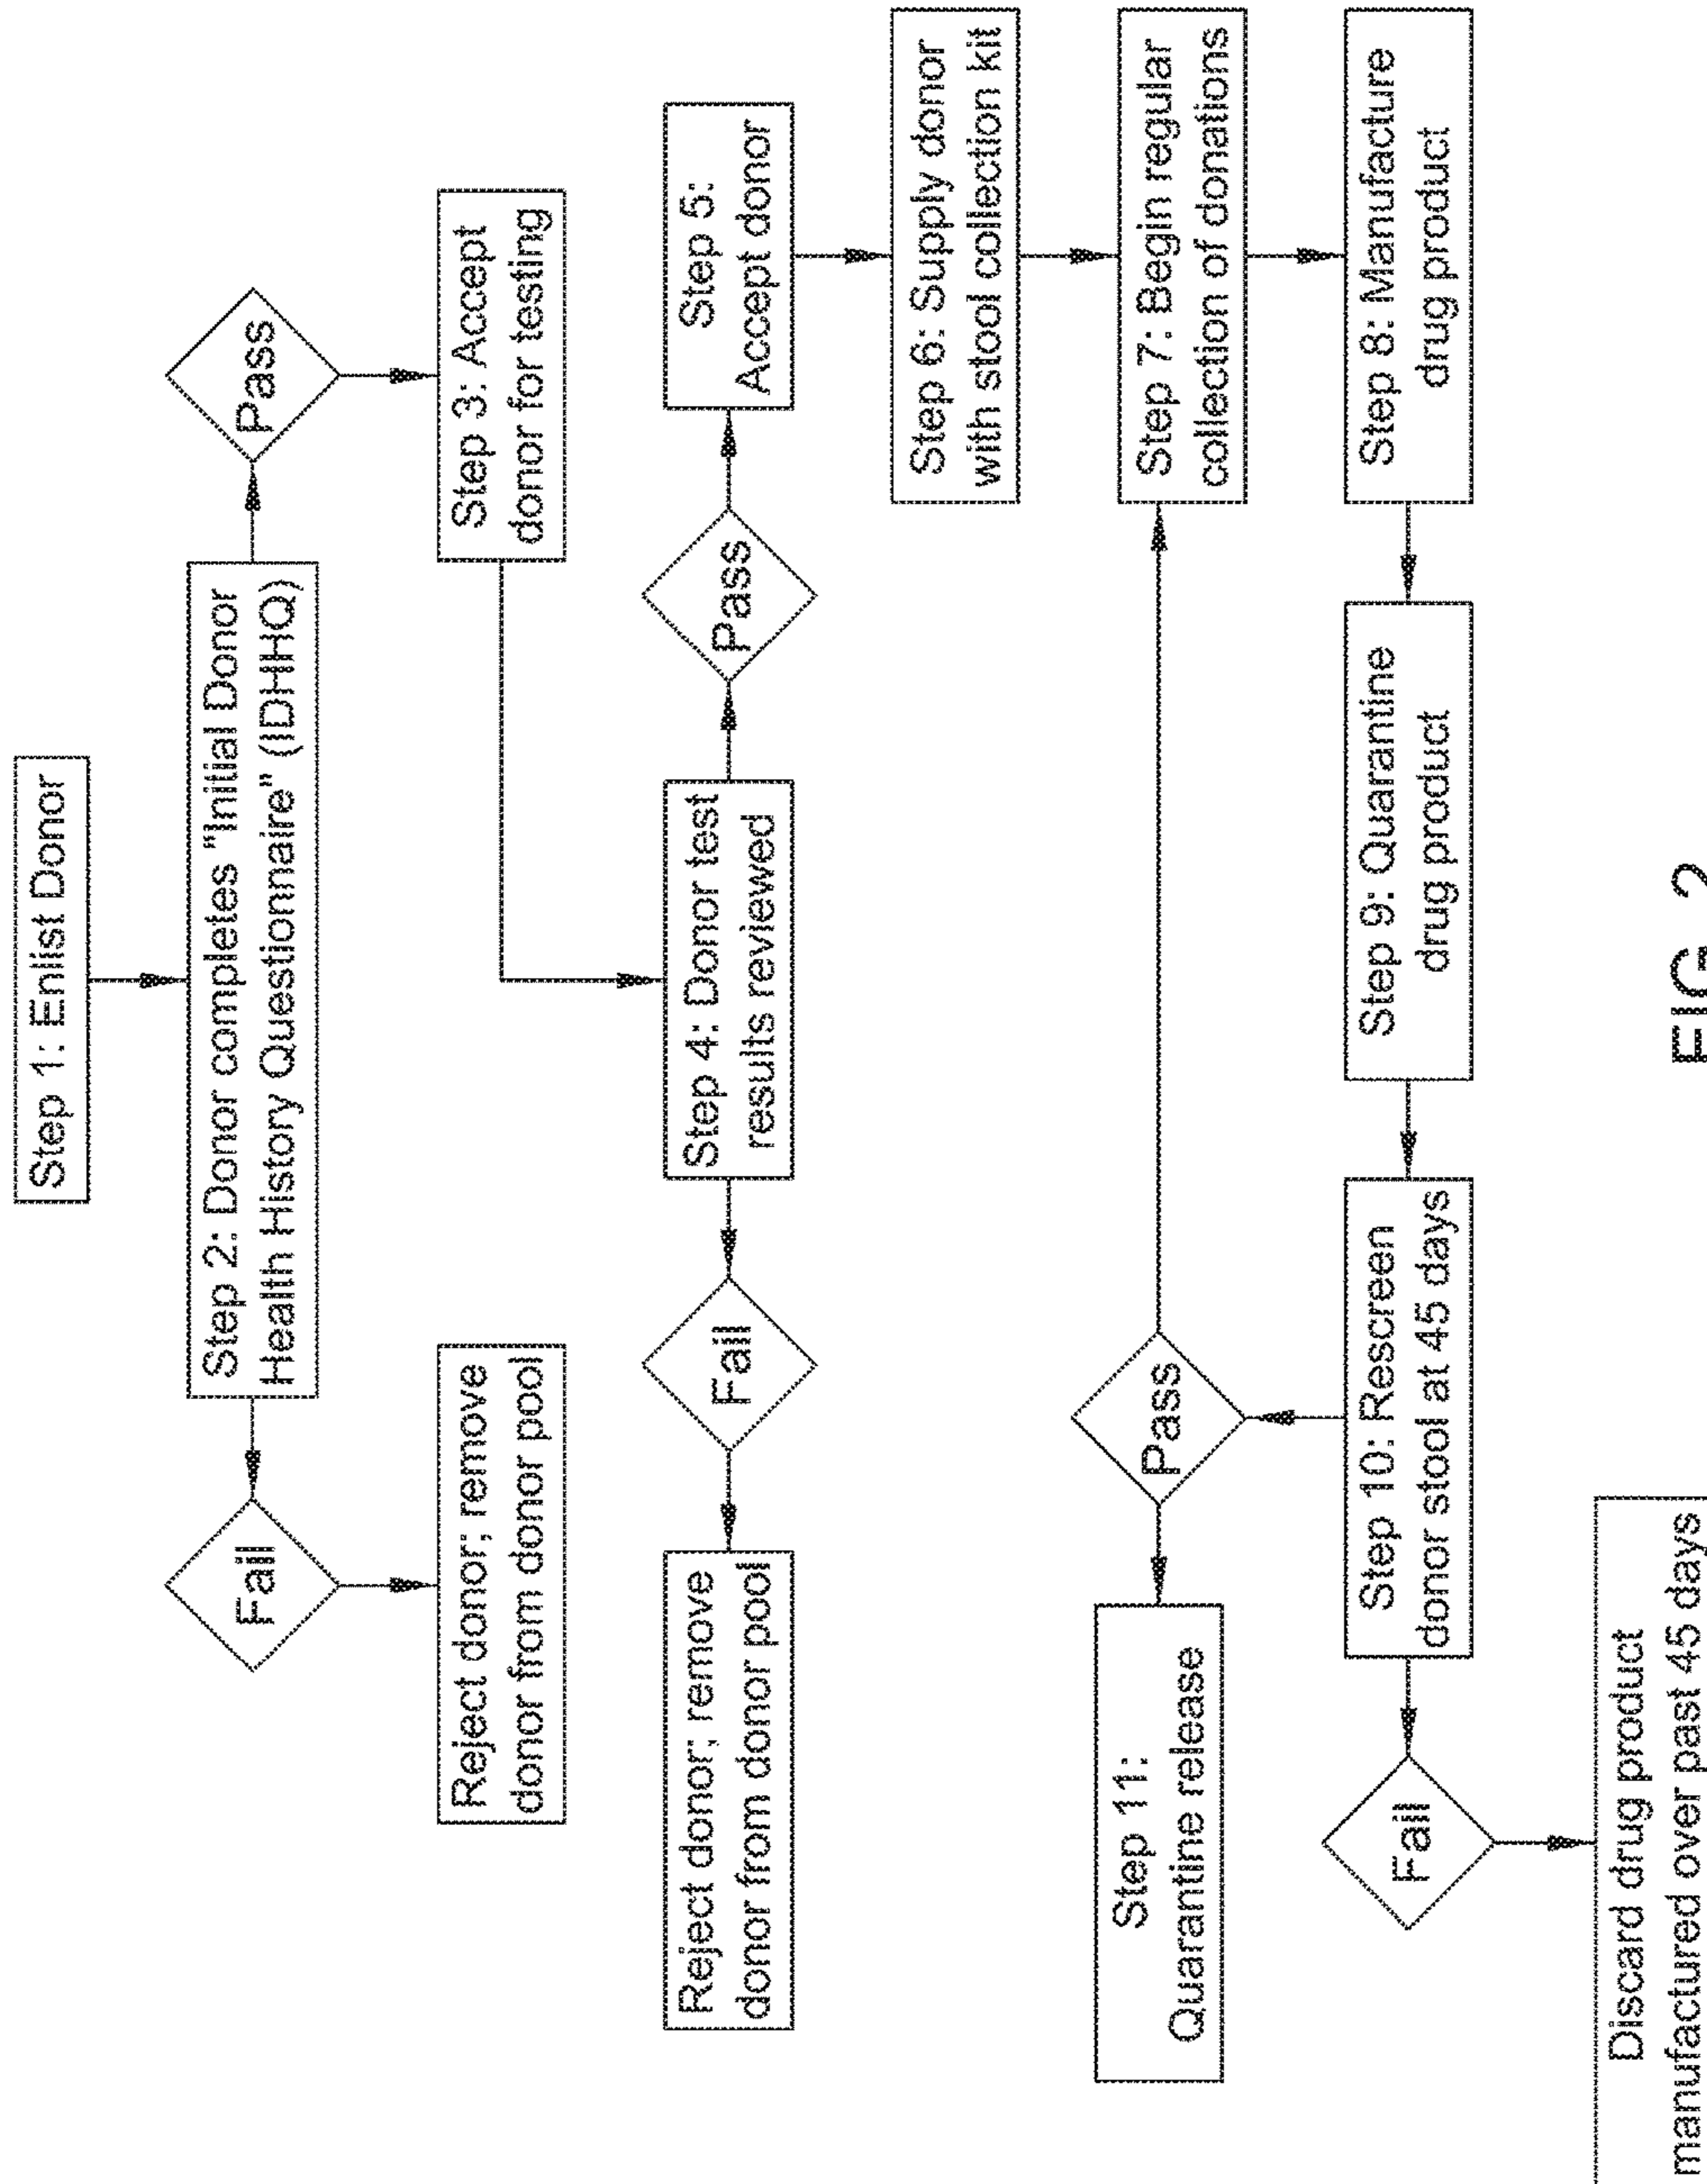 Step 1: Enlist Donor
Step 2: Donor completes "Initial Donor
Health History Questionnaire" (IDHHQ)
Fail
Pass
Reject donor; remove
donor from donor pool
Step 3: Accept
donor for testing
Reject donor; remove
donor from donor pool
Fail
Step 4: Donor test
results reviewed
Pass
Step 5:
Accept donor
Step 6: Supply donor
with stool collection kit
Step 11:
Quarantine release
Pass
Step 7: Begin regular
collection of donations
Fail
Step 10: Rescreen
donor stool at 45 days
Step 9: Quarantine
drug product
Step 8: Manufacture
drug product
Discard drug product
manufactured over past 45 days
FIG. 2